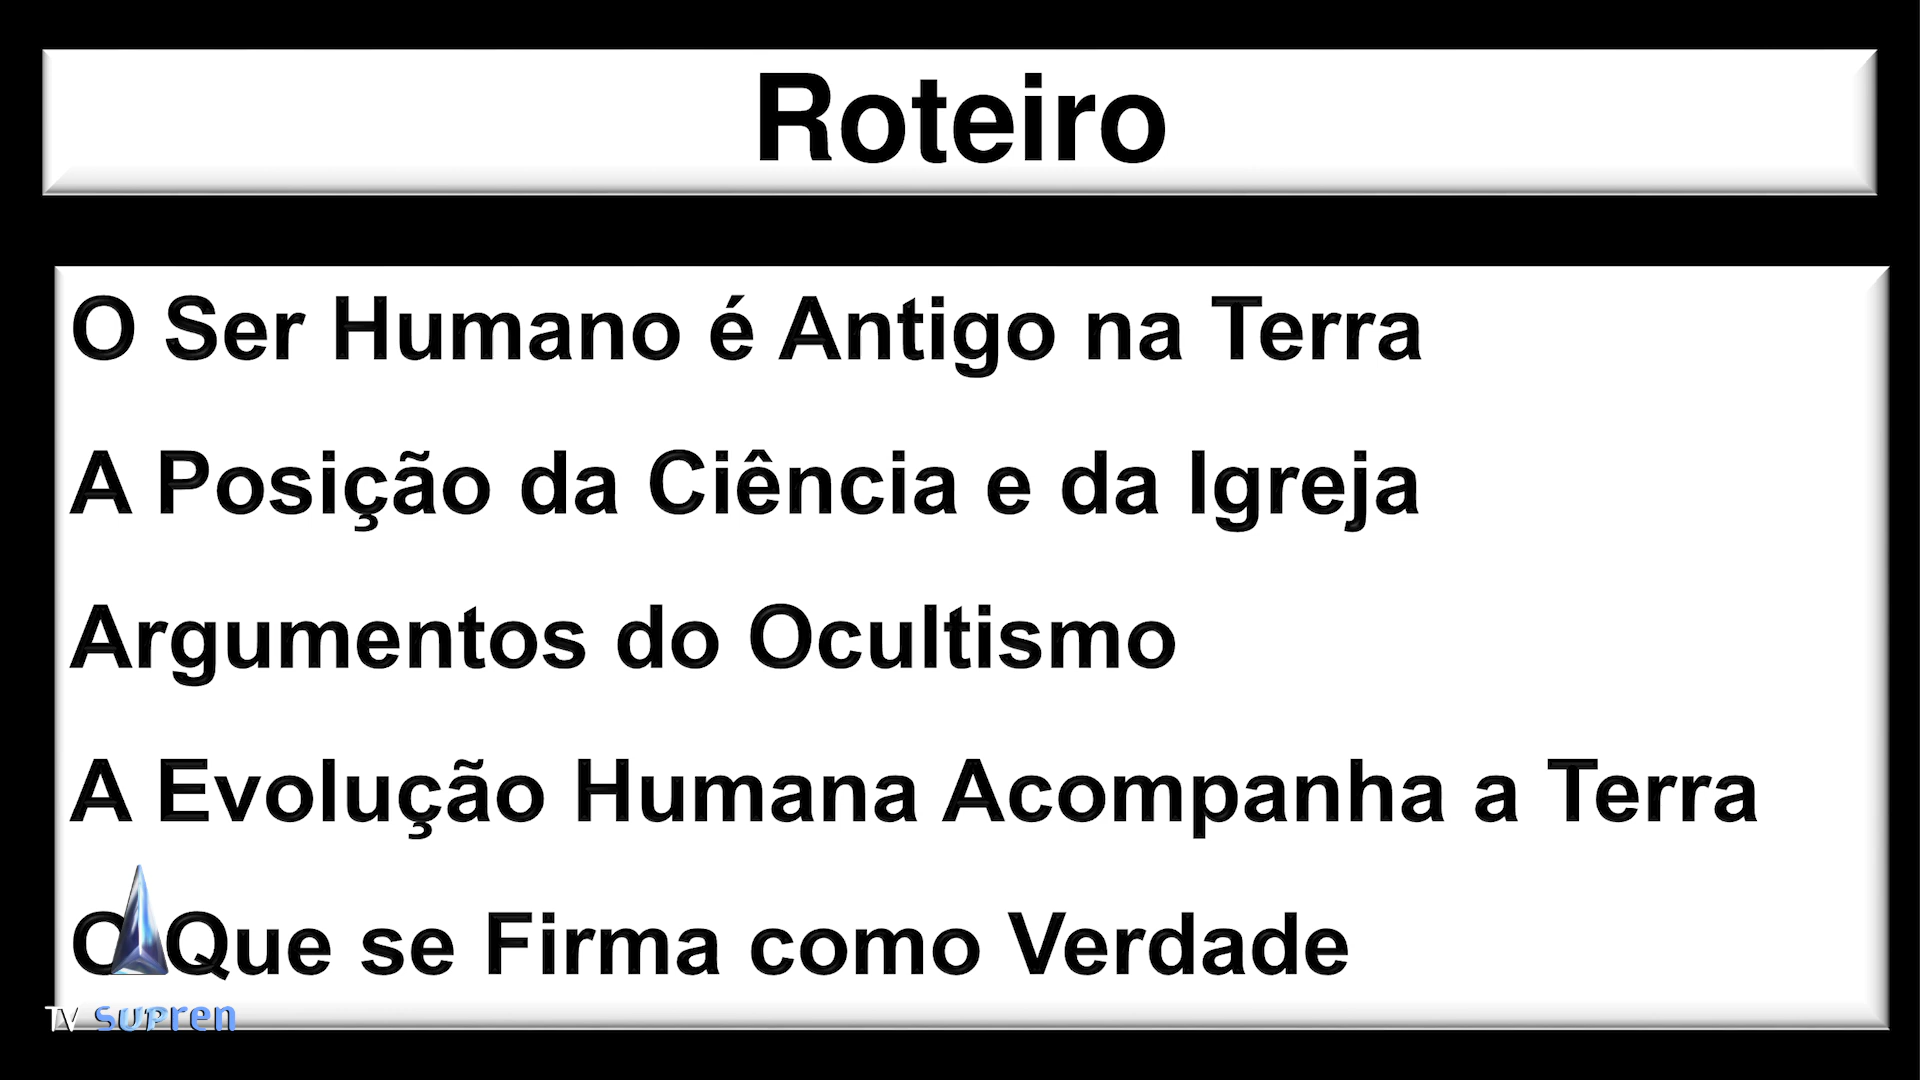 Roteiro
O Ser Humano é Antigo na Terra
A Posição da Ciência e da Igreja
Argumentos do Ocultismo
A Evolução Humana Acompanha a Terra
O Que se Firma como Verdade
TV SUPREN